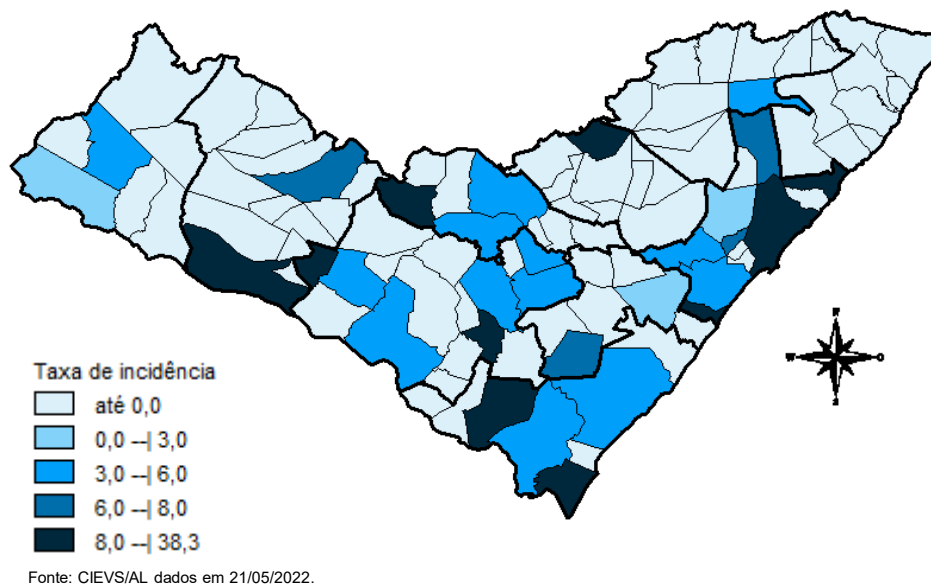 Taxa de incidência
até 0,0
0,0 --| 3,0
3,0 --| 6,0
6,0 --| 8,0
8,0 --| 38,3
Fonte: CIEVS/AL dados em 21/05/2022.